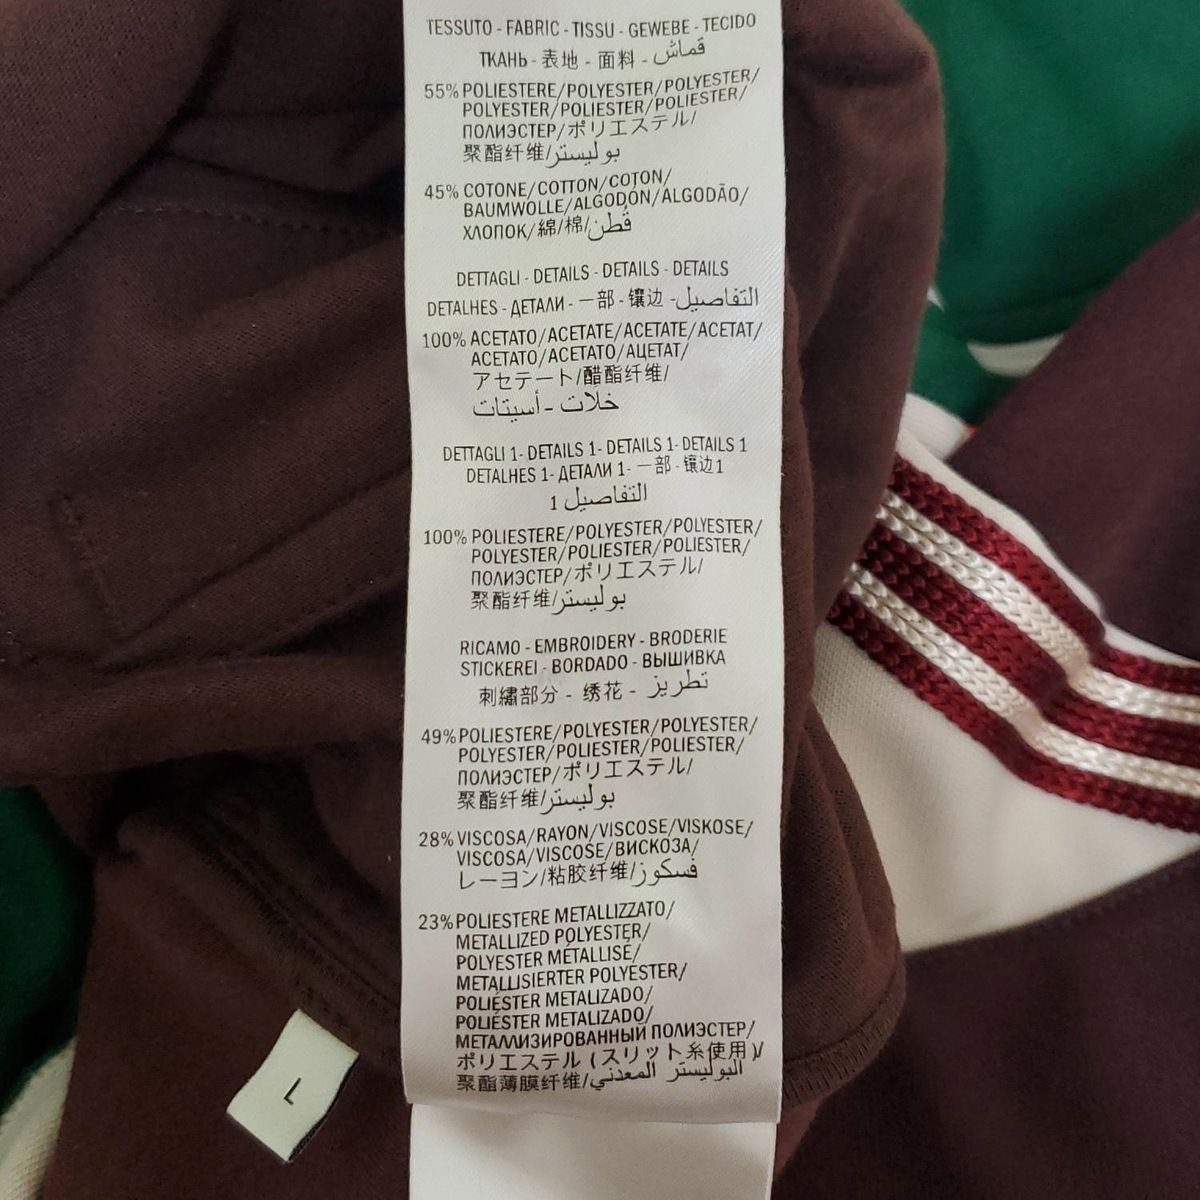 TESSUTO - FABRIC - TISSU - GEWEBE - TECIDO
ТКАНЬ - 表地 - 面料 - قماش
55% POLIESTERE/POLYESTER/POLYESTER/
POLYESTER/POLIESTER/POLIESTER/
ПОЛИЭСТЕР/ポリエステル/
聚酯纤维/بوليستر
45% COTONE/COTTON/COTON/
BAUMWOLLE/ALGODÓN/ALGODÃO/
ХЛОПОК/綿/棉/قُطن
DETTAGLI - DETAILS - DETAILS - DETAILS
DETALHES - ДЕТАЛИ - 一部 - 镶边 - التفاصيل
100% ACETATO/ACETATE/ACETATE/ACETAT/
ACETATO/ACETATO/АЦЕТАТ/
アセテート/醋酯纤维/
خلات - أسيتات
DETTAGLI 1- DETAILS 1- DETAILS 1- DETAILS 1
DETALHES 1- ДЕТАЛИ 1- 一部 - 镶边1
التفاصيل 1
100% POLIESTERE/POLYESTER/POLYESTER/
POLYESTER/POLIESTER/POLIESTER/
ПОЛИЭСТЕР/ポリエステル/
聚酯纤维/بوليستر
RICAMO - EMBROIDERY - BRODERIE
STICKEREI - BORDADO - ВЫШИВКА
刺繍部分 - 绣花 - تطريز
49% POLIESTERE/POLYESTER/POLYESTER/
POLYESTER/POLIESTER/POLIESTER/
ПОЛИЭСТЕР/ポリエステル/
聚酯纤维/بوليستر
28% VISCOSA/RAYON/VISCOSE/VISKOSE/
VISCOSA/VISCOSE/ВИСКОЗА/
レーヨン/粘胶纤维/فسكوز
23% POLIESTERE METALLIZZATO/
METALLIZED POLYESTER/
POLYESTER MÉTALLISÉ/
METALLISIERTER POLYESTER/
POLIÉSTER METALIZADO/
POLIÉSTER METALIZADO/
МЕТАЛЛИЗИРОВАННЫЙ ПОЛИЭСТЕР/
ポリエステル (スリット糸使用)/
聚酯薄膜纤维/البوليستر المعدني
L